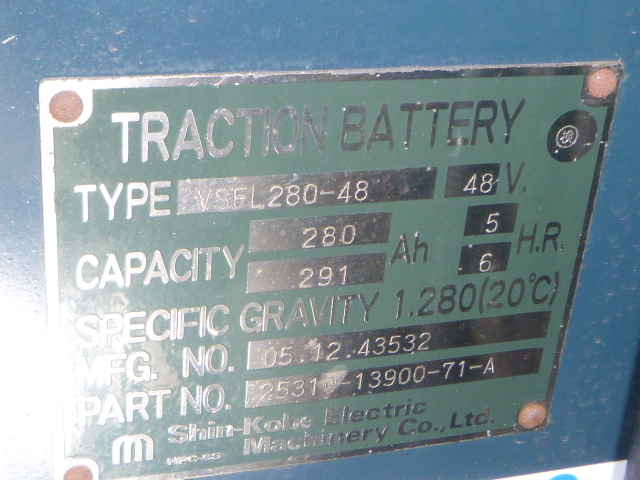 TRACTION BATTERY
TYPE VSFL280-48 48 V.
CAPACITY 280 Ah 5 H.R.
291 6
SPECIFIC GRAVITY 1.280(20°C)
MFG. NO. 05.12.43532
PART NO. 25310-13900-71-A
Shin-Kobe Electric
Machinery Co.,Ltd.